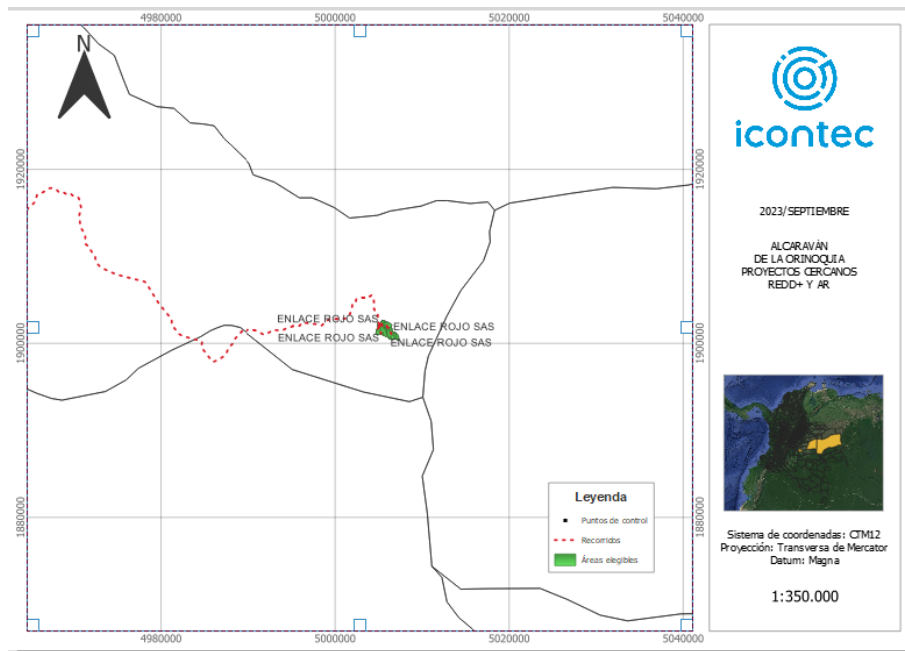 4980000
5000000
5020000
5040000
N
1920000
1920000
ENLACE ROJO SAS
ENLACE ROJO SAS
ENLACE ROJO SAS
ENLACE ROJO SAS
1900000
1900000
1880000
1880000
Leyenda
Puntos de control
Recorridos
Áreas elegibles
4980000
5000000
5020000
5040000
icontec
2023/SEPTIEMBRE
ALCARAVÁN
DE LA ORINOQUIA
PROYECTOS CERCANOS
REDD+ Y AR
Sistema de coordenadas: CTM12
Proyección: Transversa de Mercator
Datum: Magna
1:350.000